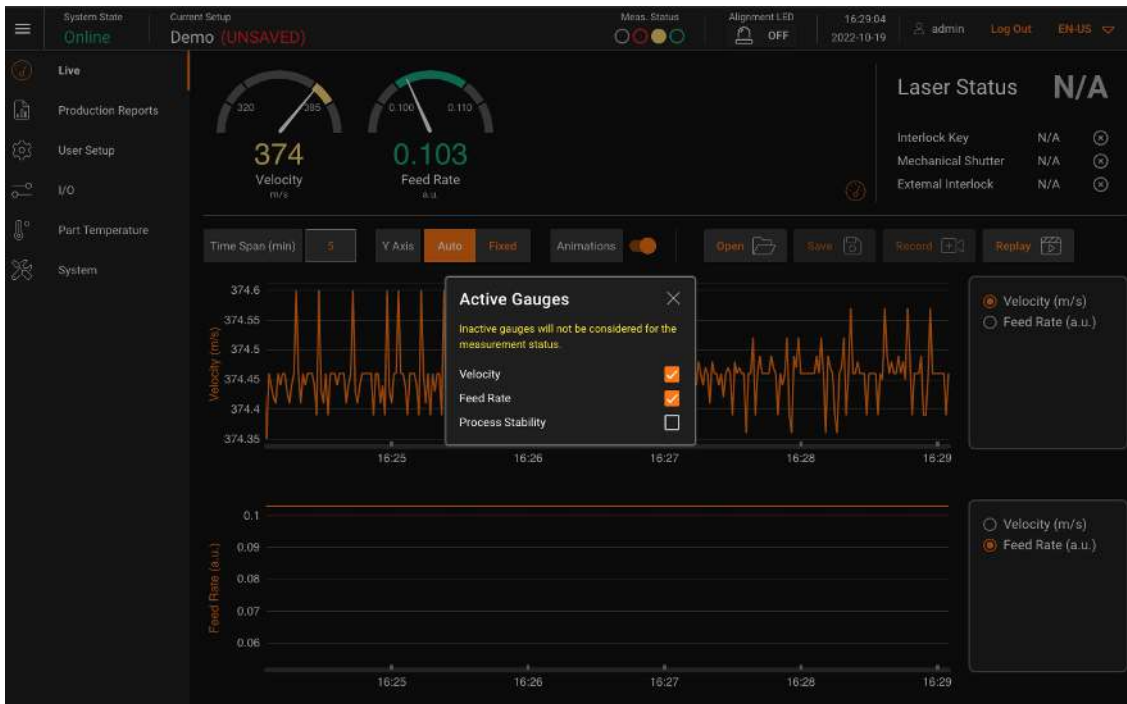 System State
Online
Current Setup
Demo (UNSAVED)
Meas. Status
Alignment LED
OFF
16:29:04
2022-10-19
admin
Log Out
EN-US
Live
Production Reports
User Setup
I/O
Part Temperature
System
320 385
374
Velocity
m/s
0.100 0.110
0.103
Feed Rate
a.u.
Laser Status N/A
Interlock Key N/A
Mechanical Shutter N/A
External Interlock N/A
Time Span (min) 5
Y Axis Auto Fixed
Animations
Open
Save
Record
Replay
Active Gauges
Inactive gauges will not be considered for the
measurement status.
Velocity
Feed Rate
Process Stability
Velocity (m/s)
374.6
374.55
374.5
374.45
374.4
374.35
16:25 16:26 16:27 16:28 16:29
Velocity (m/s)
Feed Rate (a.u.)
Feed Rate (a.u.)
0.1
0.09
0.08
0.07
0.06
16:25 16:26 16:27 16:28 16:29
Velocity (m/s)
Feed Rate (a.u.)